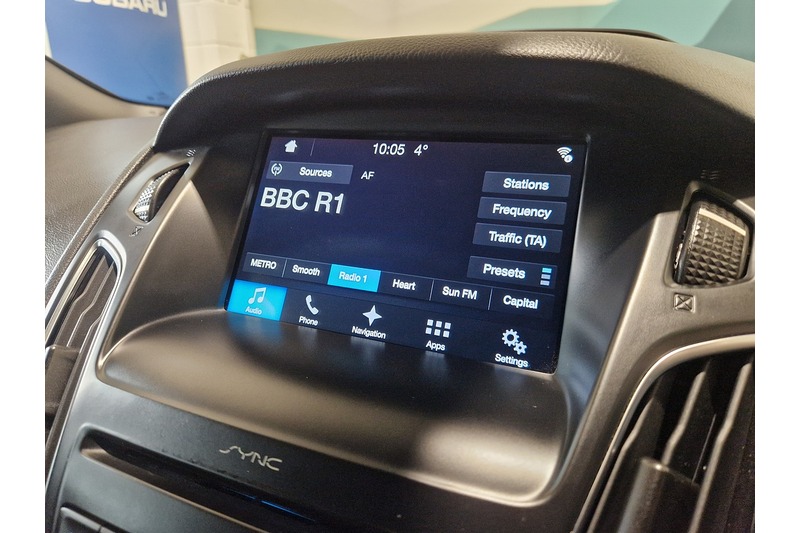 SUBARU
10:05 4°
Sources AF
Stations
BBC R1
Frequency
Traffic (TA)
Presets
METRO Smooth Radio 1 Heart Sun FM Capital
Audio Phone Navigation Apps Settings
SYNC